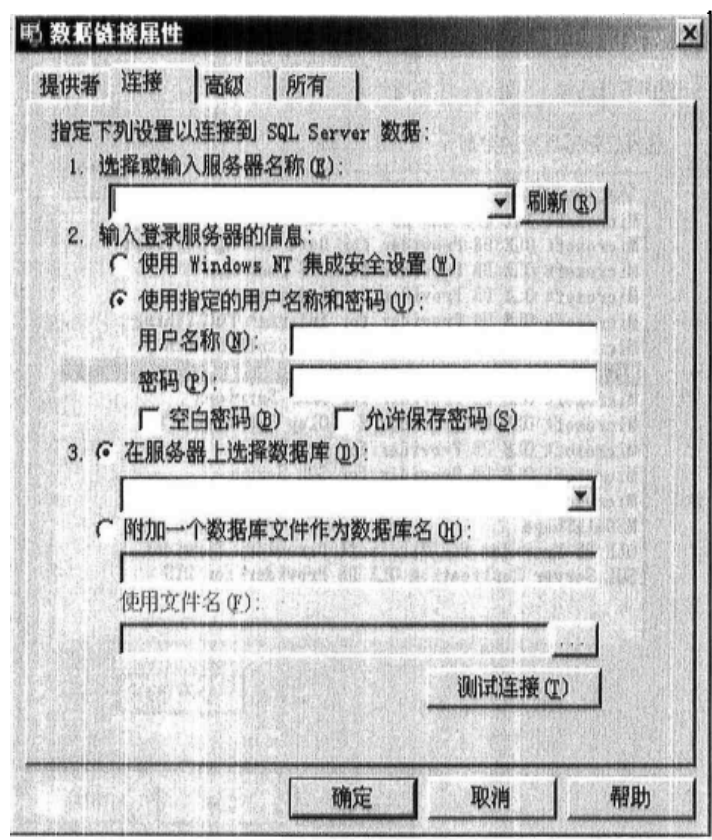 数据链接属性
提供者 连接 高级 所有
指定下列设置以连接到 SQL Server 数据:
1. 选择或输入服务器名称(E):
刷新(R)
2. 输入登录服务器的信息:
使用 Windows NT 集成安全设置(W)
使用指定的用户名称和密码(U):
用户名称(N):
密码(P):
空白密码(B) 允许保存密码(S)
3. 在服务器上选择数据库(D):
附加一个数据库文件作为数据库名(H):
使用文件名(F):
...
测试连接(T)
确定 取消 帮助